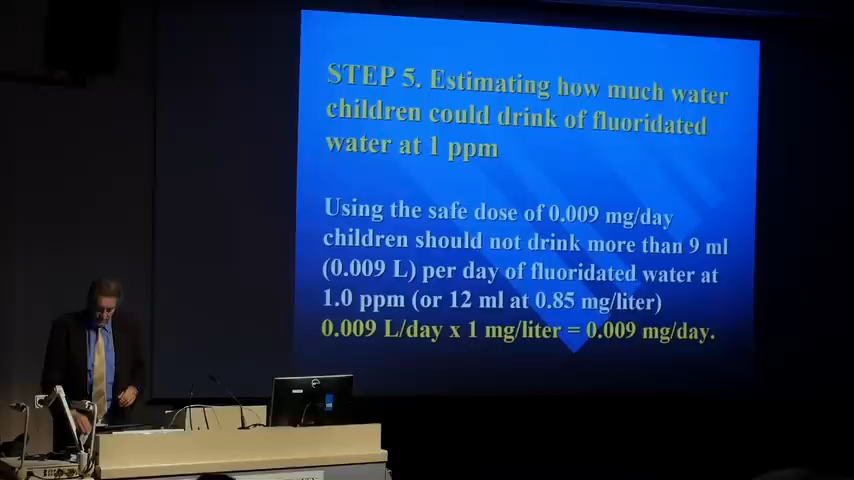 STEP 5. Estimating how much water
children could drink of fluoridated
water at 1 ppm
Using the safe dose of 0.009 mg/day
children should not drink more than 9 ml
(0.009 L) per day of fluoridated water at
1.0 ppm (or 12 ml at 0.85 mg/liter)
0.009 L/day x 1 mg/liter = 0.009 mg/day.